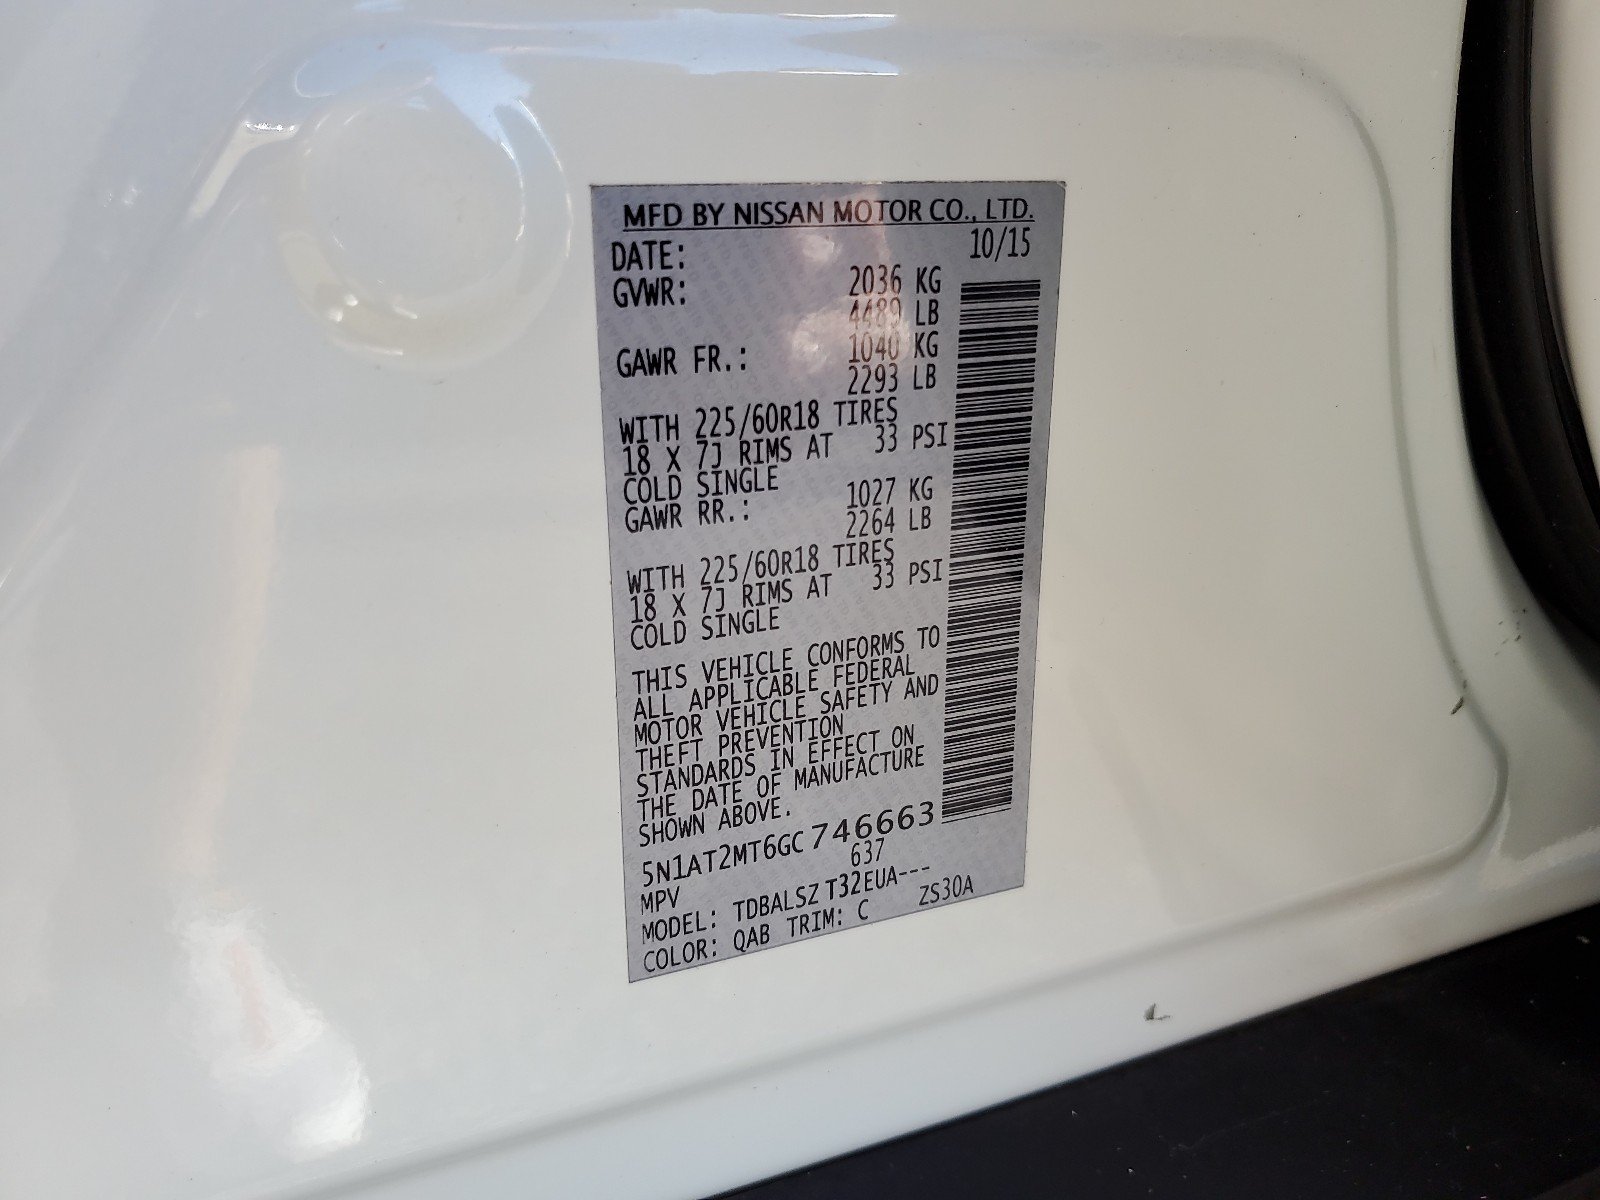 MFD BY NISSAN MOTOR CO., LTD.
DATE: 10/15
GVWR: 2036 KG
4489 LB
GAWR FR.: 1040 KG
2293 LB
WITH 225/60R18 TIRES
18 X 7J RIMS AT 33 PSI
COLD SINGLE
GAWR RR.: 1027 KG
2264 LB
WITH 225/60R18 TIRES
18 X 7J RIMS AT 33 PSI
COLD SINGLE
THIS VEHICLE CONFORMS TO
ALL APPLICABLE FEDERAL
MOTOR VEHICLE SAFETY AND
THEFT PREVENTION
STANDARDS IN EFFECT ON
THE DATE OF MANUFACTURE
SHOWN ABOVE.
5N1AT2MT6GC746663
MPV 637
MODEL: TDBALSZ T32EUA---
COLOR: QAB TRIM: C ZS30A